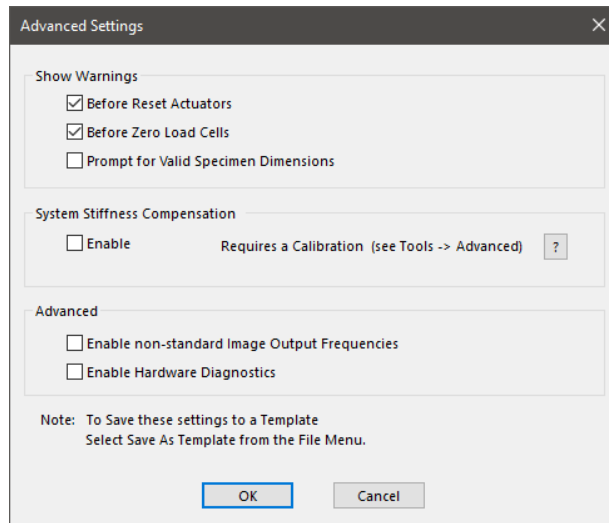 Advanced Settings
Show Warnings
Before Reset Actuators
Before Zero Load Cells
Prompt for Valid Specimen Dimensions
System Stiffness Compensation
Enable Requires a Calibration (see Tools -> Advanced) ?
Advanced
Enable non-standard Image Output Frequencies
Enable Hardware Diagnostics
Note: To Save these settings to a Template
Select Save As Template from the File Menu.
OK Cancel